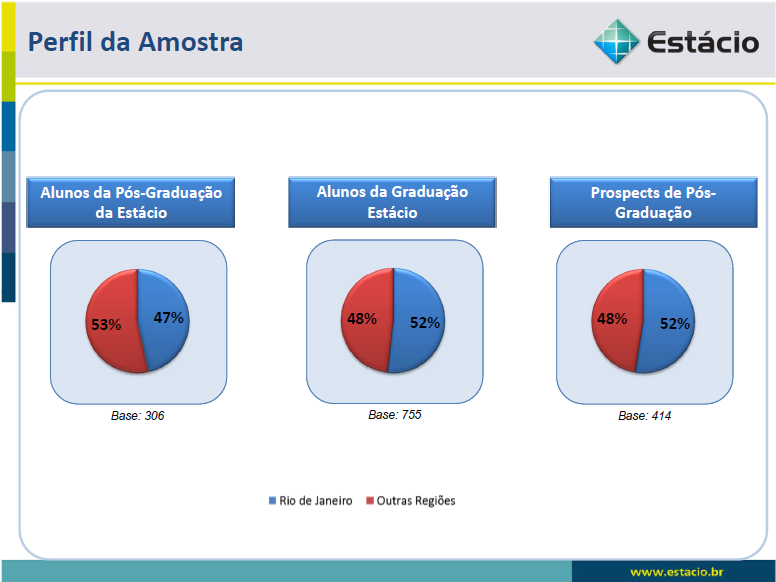 Perfil da Amostra
Estácio
Alunos da Pós-Graduação
da Estácio
Alunos da Graduação
Estácio
Prospects de Pós-
Graduação
53%
47%
48%
52%
48%
52%
Base: 306
Base: 755
Base: 414
Rio de Janeiro
Outras Regiões
www.estacio.br